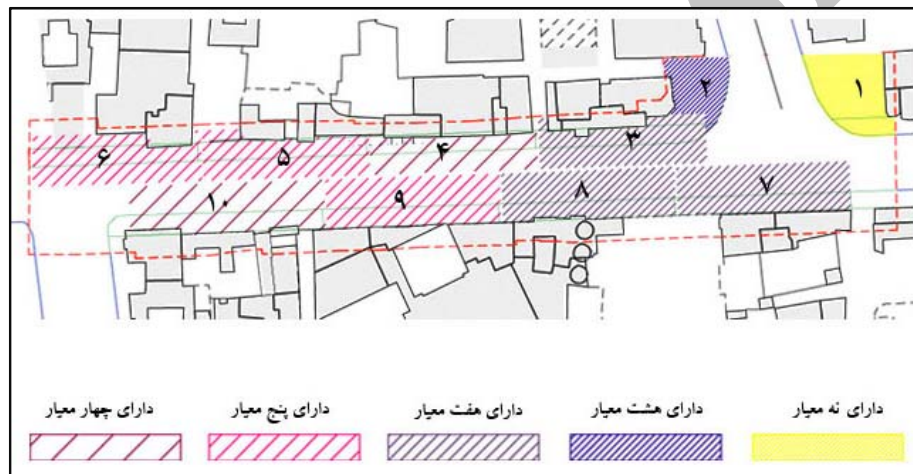 ۱
۲
۳
۴
۵
۶
۷
۸
۹
۱۰
دارای نه معیار
دارای هشت معیار
دارای هفت معیار
دارای پنج معیار
دارای چهار معیار